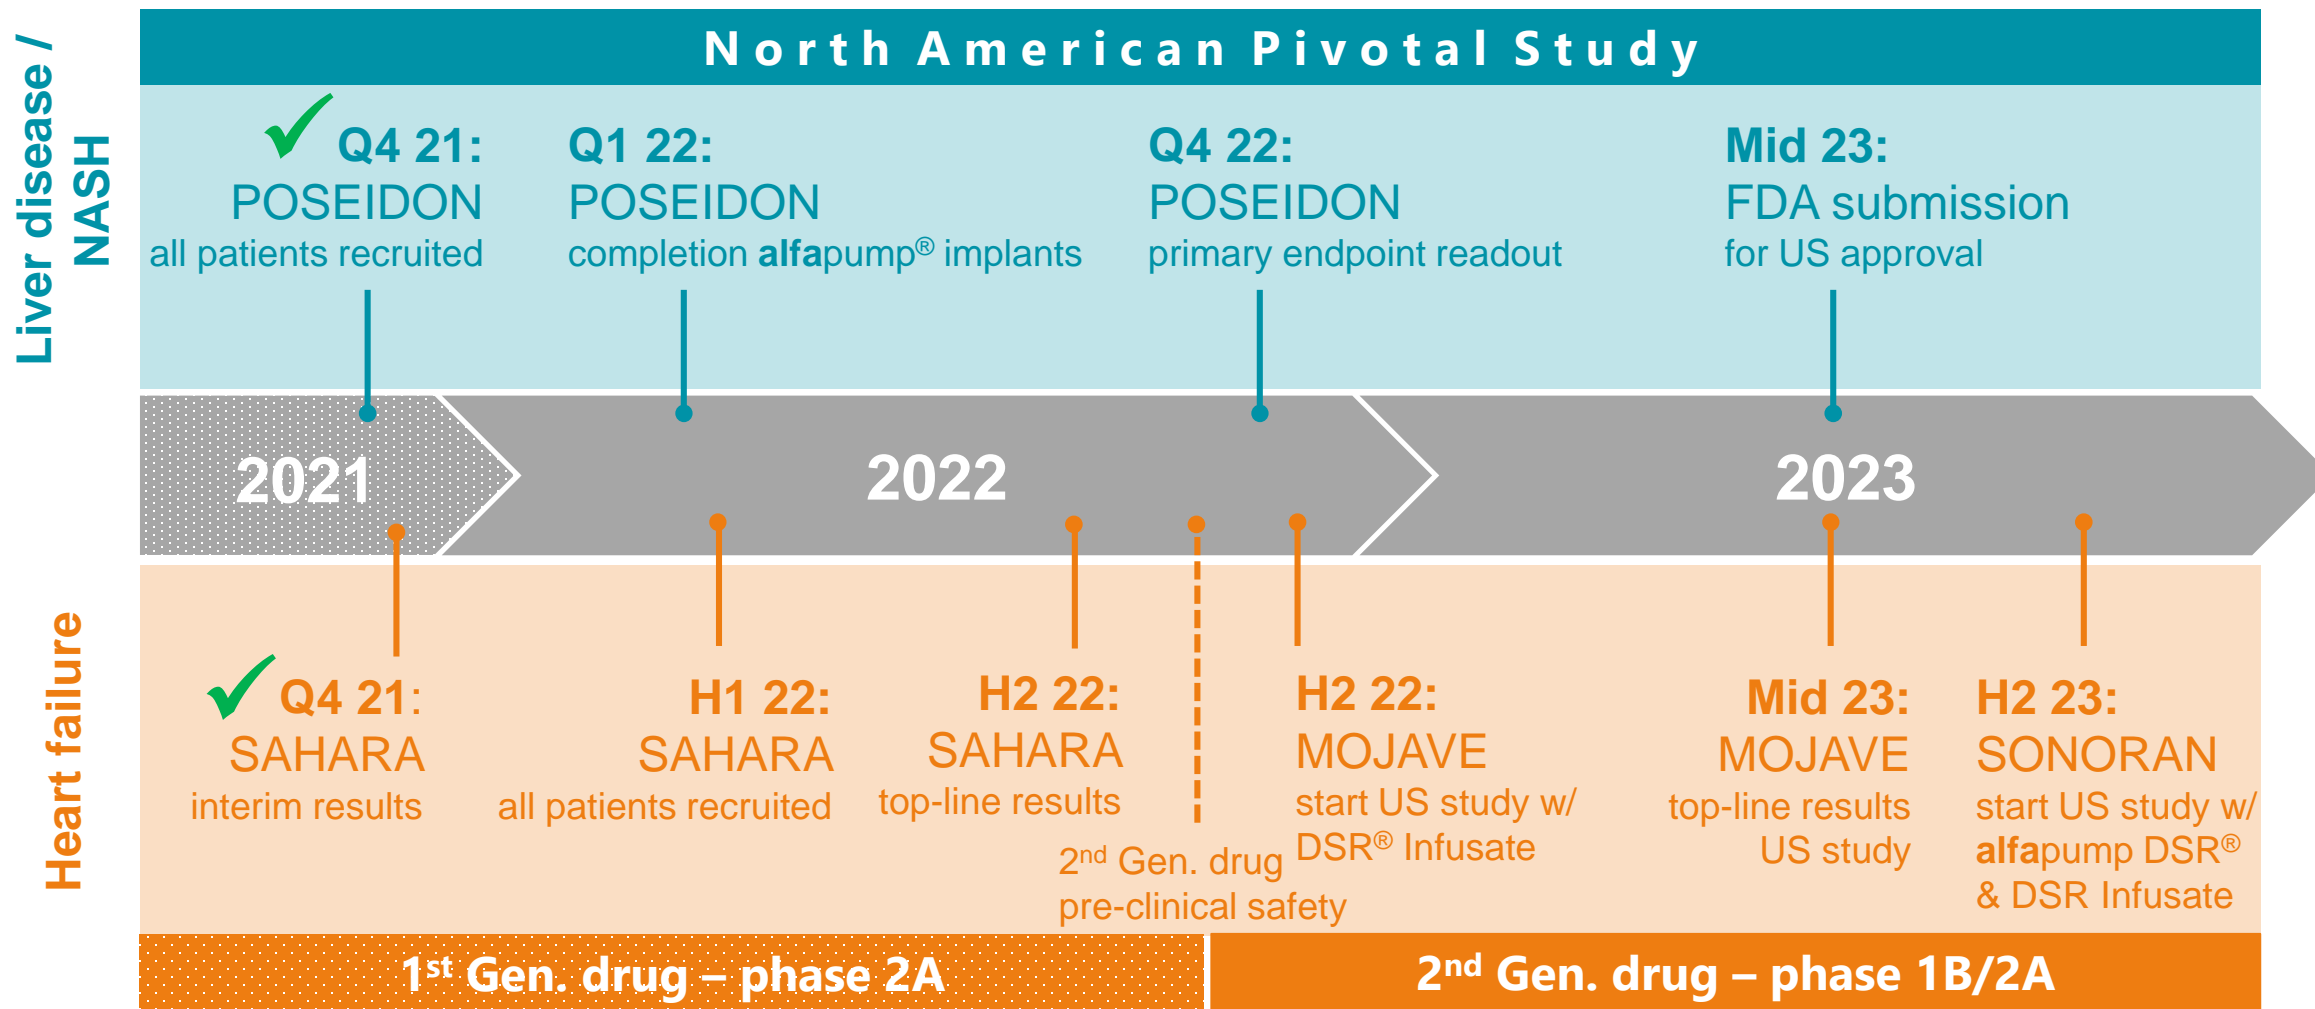 Liver disease /
NASH
North American Pivotal Study
Q4 21:
POSEIDON
all patients recruited
Q1 22:
POSEIDON
completion alfapump® implants
Q4 22:
POSEIDON
primary endpoint readout
Mid 23:
FDA submission
for US approval
2021
2022
2023
Heart failure
Q4 21:
SAHARA
interim results
H1 22:
SAHARA
all patients recruited
H2 22:
SAHARA
top-line results
2nd Gen. drug
pre-clinical safety
H2 22:
MOJAVE
start US study w/
DSR® Infusate
Mid 23:
MOJAVE
top-line results
US study
H2 23:
SONORAN
start US study w/
alfapump DSR®
& DSR Infusate
1st Gen. drug – phase 2A
2nd Gen. drug – phase 1B/2A